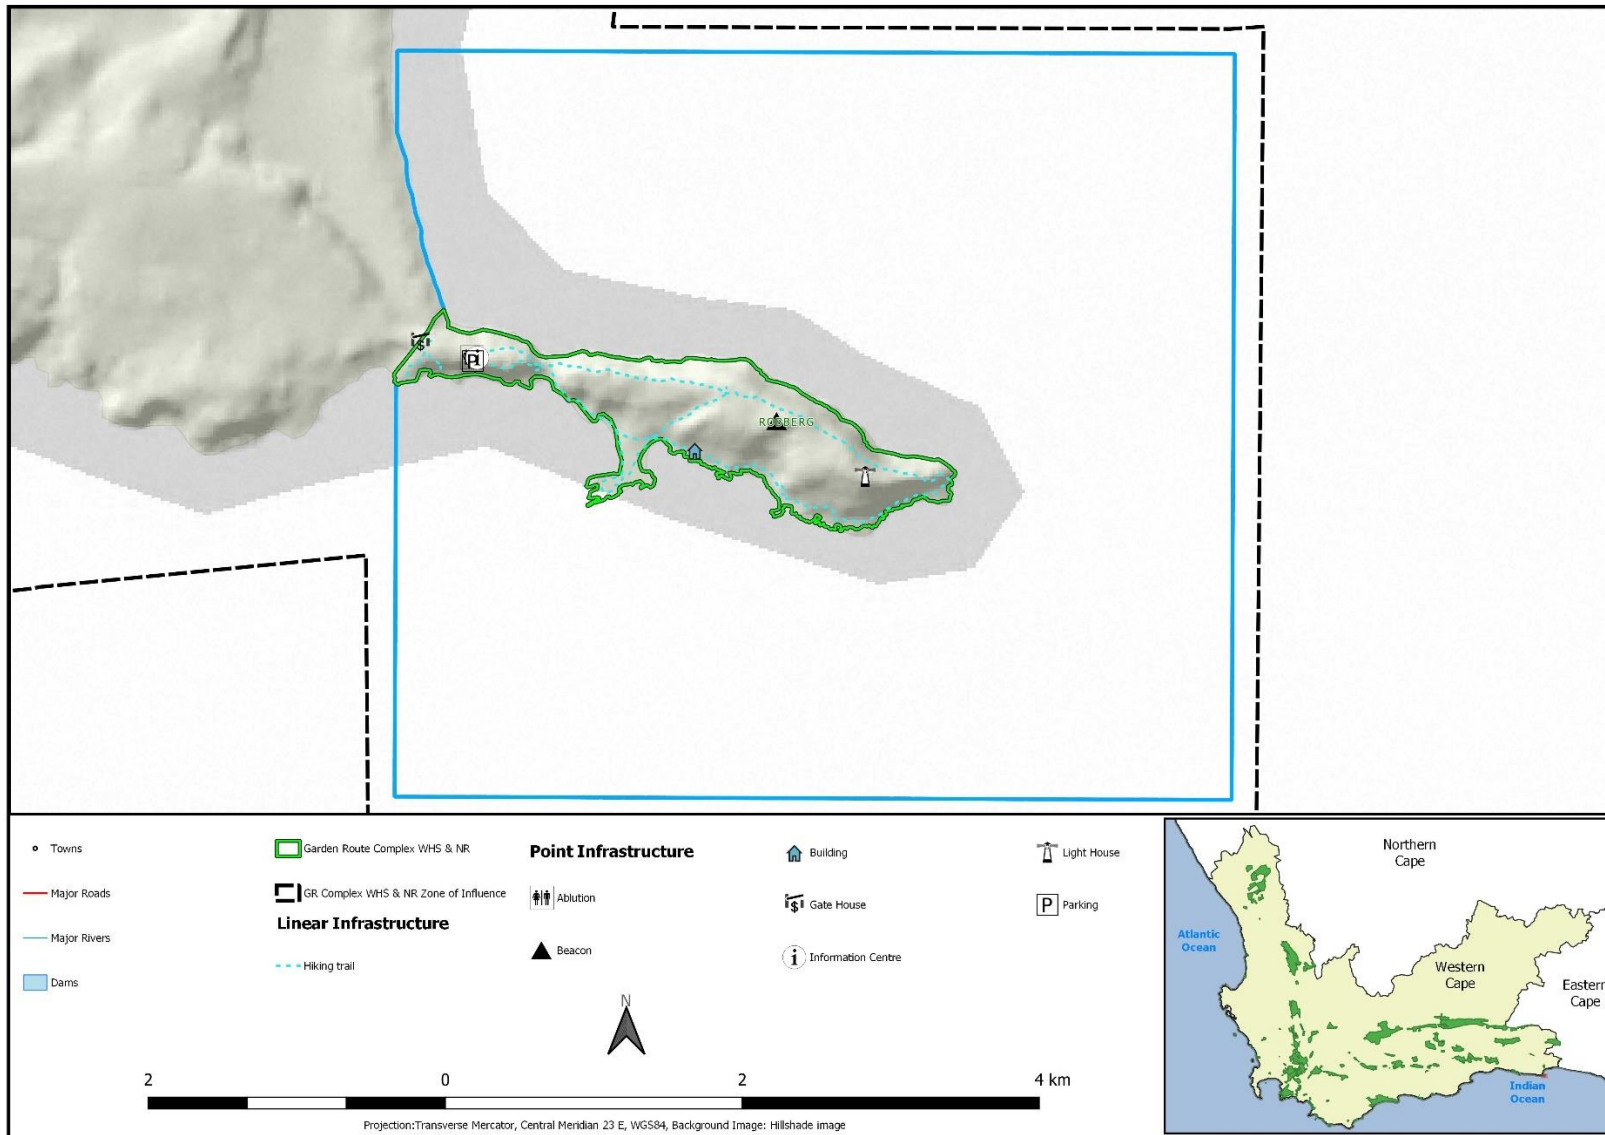 ROBBERG
$
P
i
Towns
Major Roads
Major Rivers
Dams
Garden Route Complex WHS & NR
GR Complex WHS & NR Zone of Influence
Linear Infrastructure
Hiking trail
Point Infrastructure
Ablution
Beacon
Building
$
Gate House
i
Information Centre
Light House
P
Parking
N
2
0
2
4 km
Projection:Transverse Mercator, Central Meridian 23 E, WGS84, Background Image: Hillshade image
Northern
Cape
Atlantic
Ocean
Western
Cape
Eastern
Cape
Indian
Ocean